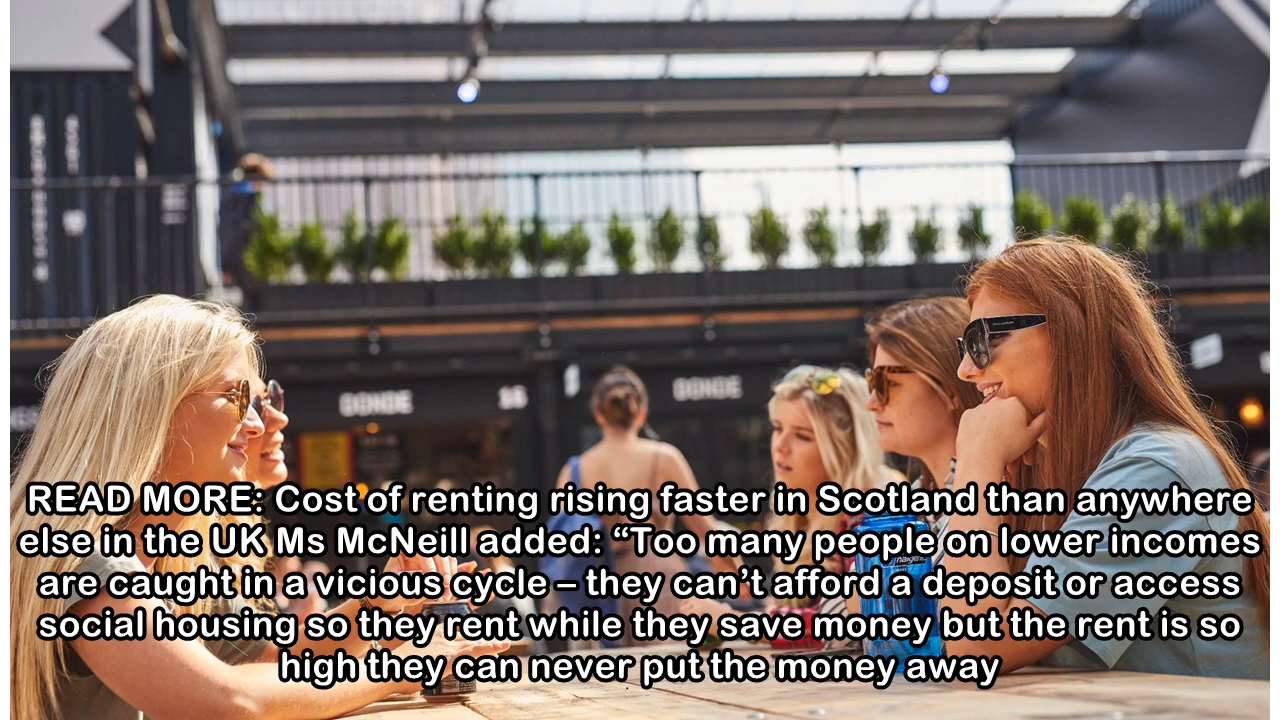 DONDE
16
DONDE
READ MORE: Cost of renting rising faster in Scotland than anywhere
else in the UK Ms McNeill added: “Too many people on lower incomes
are caught in a vicious cycle – they can’t afford a deposit or access
social housing so they rent while they save money but the rent is so
high they can never put the money away